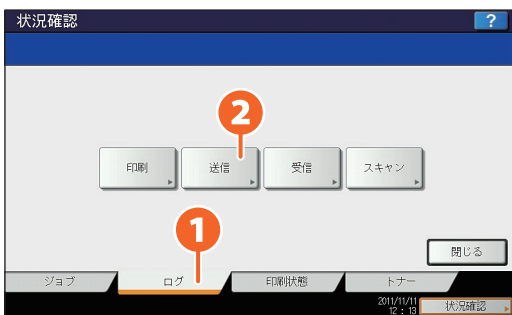 状況確認 ?
2
印刷 送信 受信 スキャン
1
閉じる
ジョブ ログ 印刷状態 トナー
2011/11/11
12 : 13 状況確認